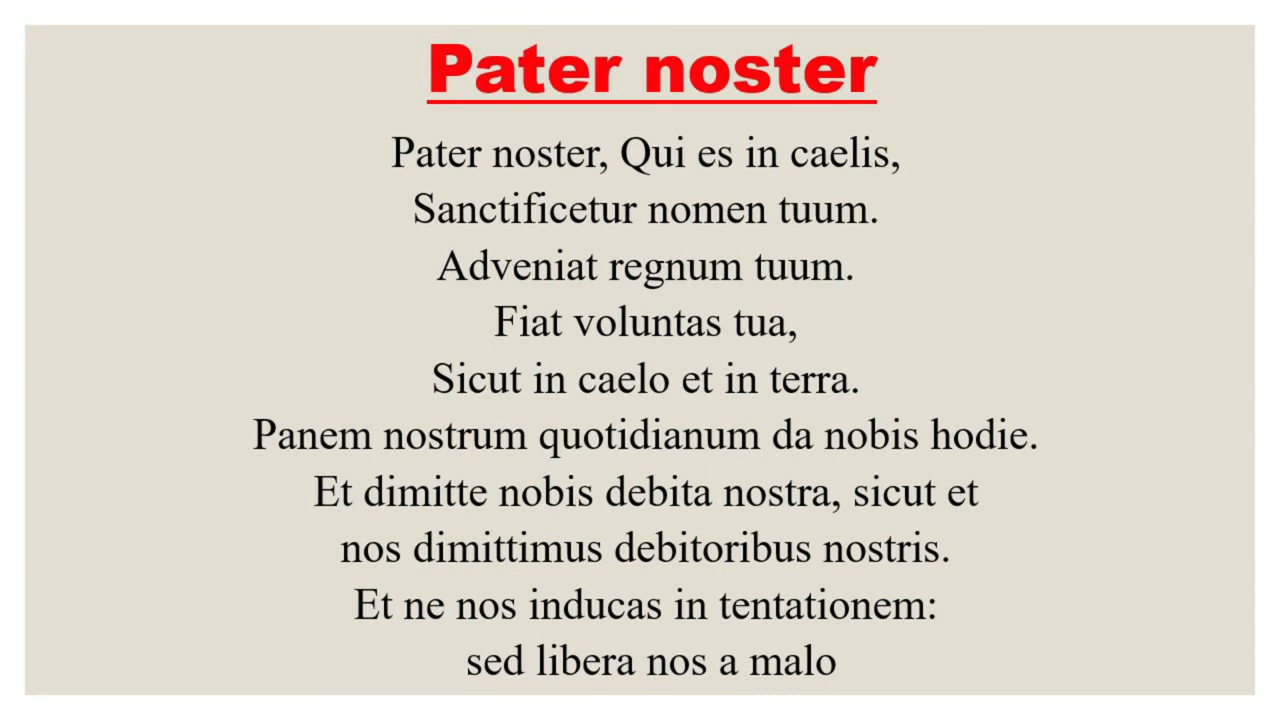 Pater noster
Pater noster, Qui es in caelis,
Sanctificetur nomen tuum.
Adveniat regnum tuum.
Fiat voluntas tua,
Sicut in caelo et in terra.
Panem nostrum quotidianum da nobis hodie.
Et dimitte nobis debita nostra, sicut et
nos dimittimus debitoribus nostris.
Et ne nos inducas in tentationem:
sed libera nos a malo